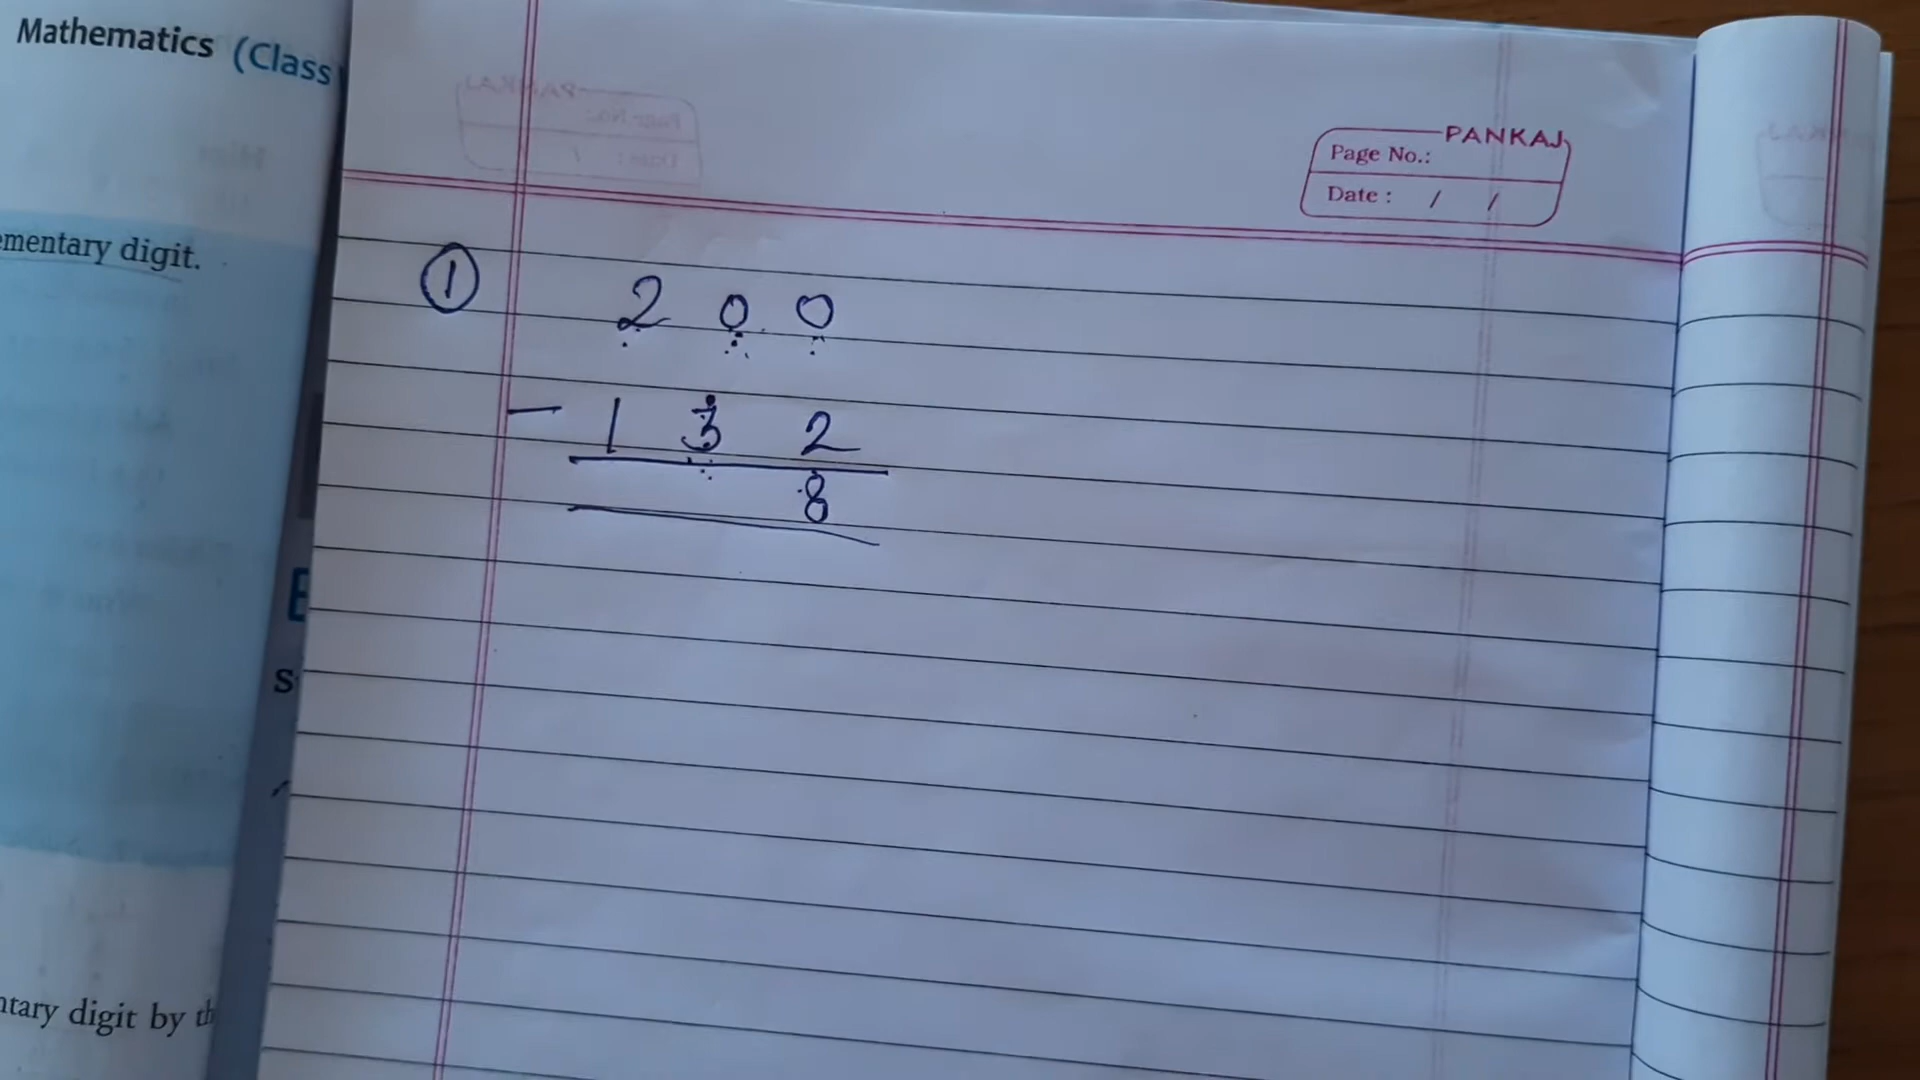 Mathematics (Class
ementary digit.
ntary digit by th
PANKAJ
Page No.:
Date : / /
① 2 0 0
- 1 3 2
8